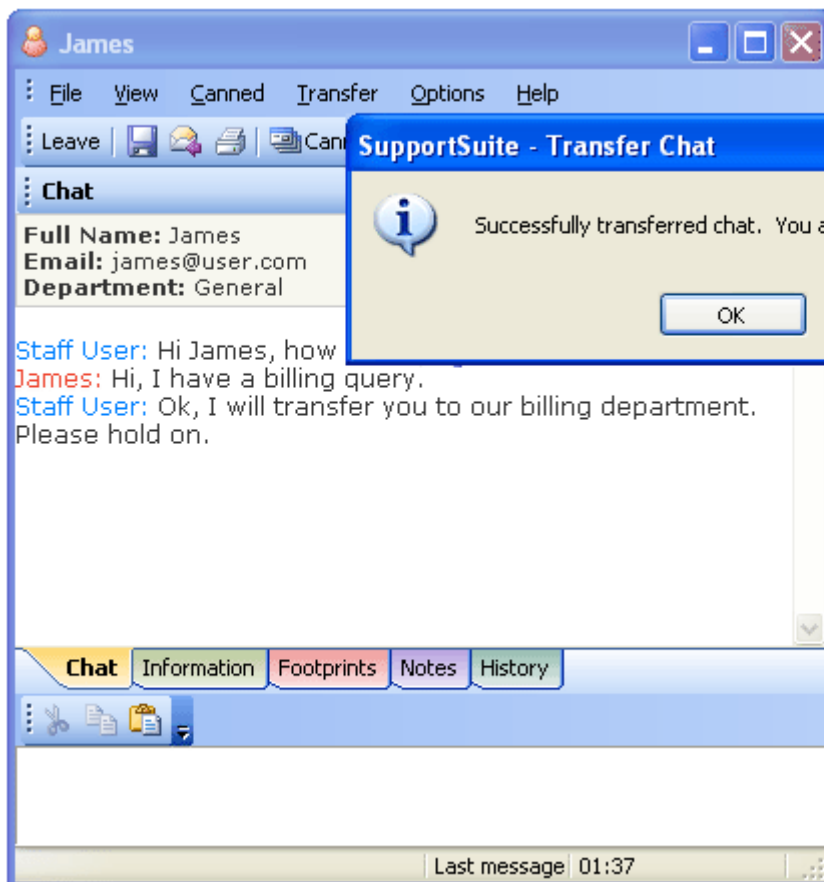 James
File View Canned Transfer Options Help
Leave
SupportSuite - Transfer Chat
Chat
Successfully transferred chat. You
Full Name: James
Email: james@user.com
Department: General
OK
Staff User: Hi James, how
James: Hi, I have a billing query.
Staff User: Ok, I will transfer you to our billing department.
Please hold on.
Chat Information Footprints Notes History
Last message 01:37